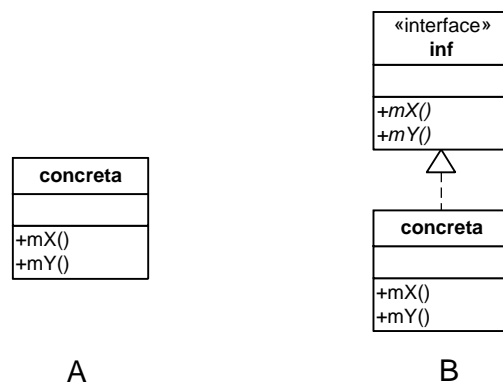 concreta
+mX()
+mY()
A
«interface»
inf
+mX()
+mY()
concreta
+mX()
+mY()
B